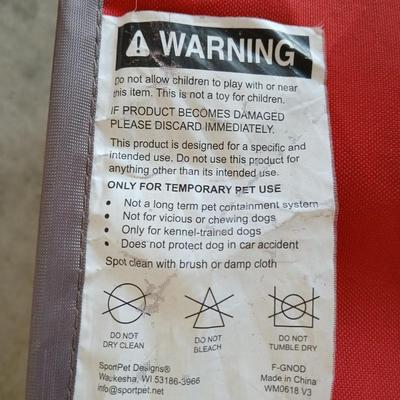 WARNING
Do not allow children to play with or near
this item. This is not a toy for children.
IF PRODUCT BECOMES DAMAGED
PLEASE DISCARD IMMEDIATELY.
This product is designed for a specific and
intended use. Do not use this product for
anything other than its intended use.
ONLY FOR TEMPORARY PET USE
• Not a long term pet containment system
• Not for vicious or chewing dogs
• Only for kennel-trained dogs
• Does not protect dog in car accident
Spot clean with brush or damp cloth
DO NOT
DRY CLEAN
DO NOT
BLEACH
DO NOT
TUMBLE DRY
SportPet Designs®
Waukesha, WI 53186-3966
info@sportpet.net
F-GNOD
Made in China
WM0618 V3